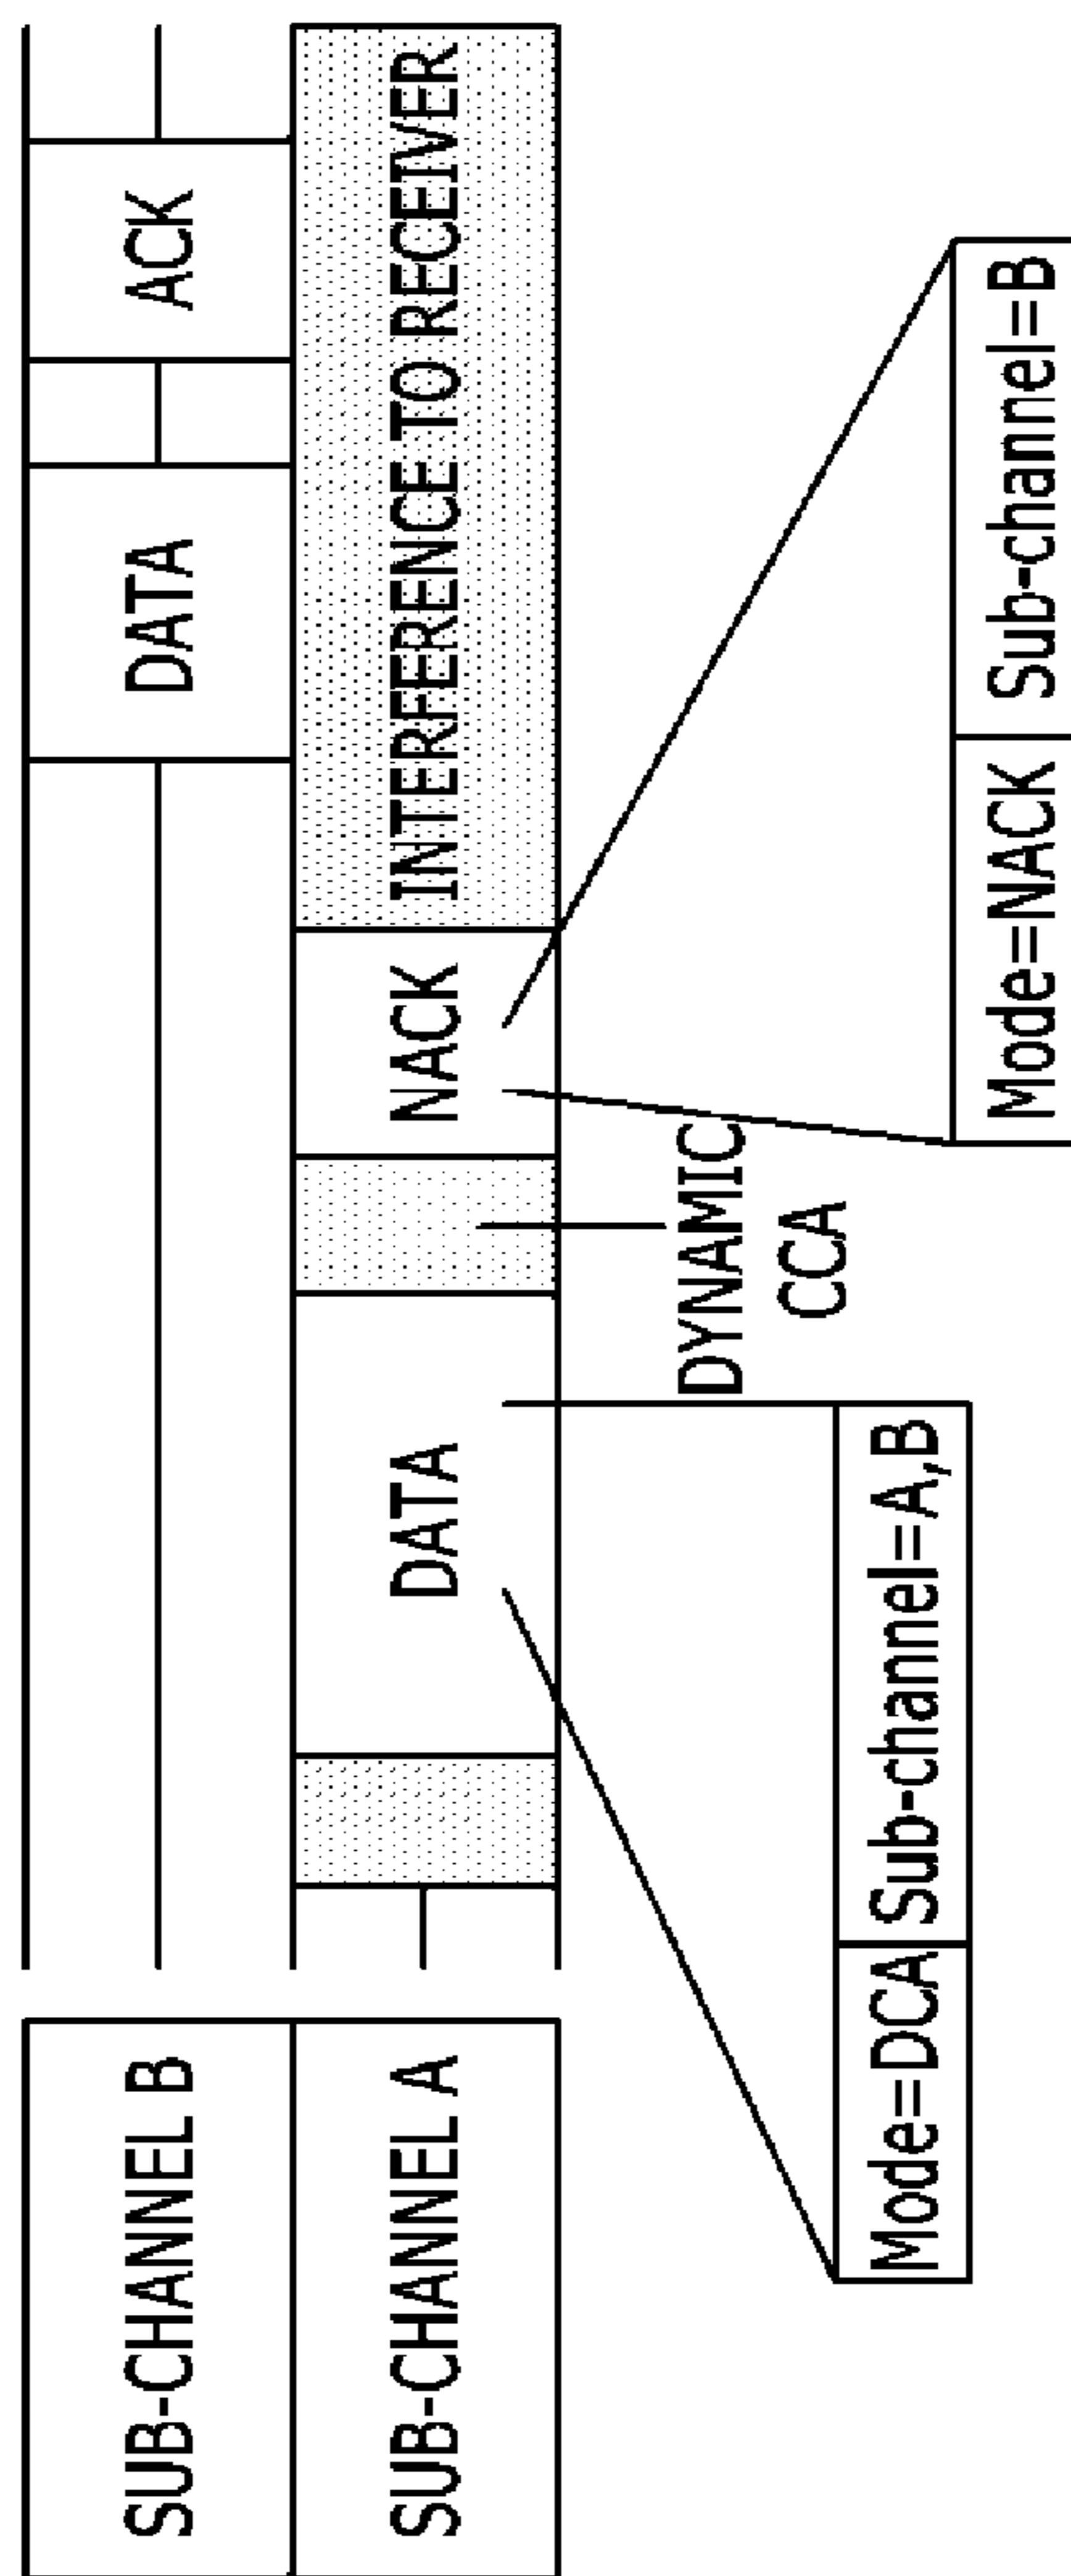 SUB-CHANNEL B
DATA
ACK
SUB-CHANNEL A
DATA
NACK
INTERFERENCE TO RECEIVER
DYNAMIC
CCA
Mode=DCA
Sub-channel=A,B
Mode=NACK
Sub-channel=B